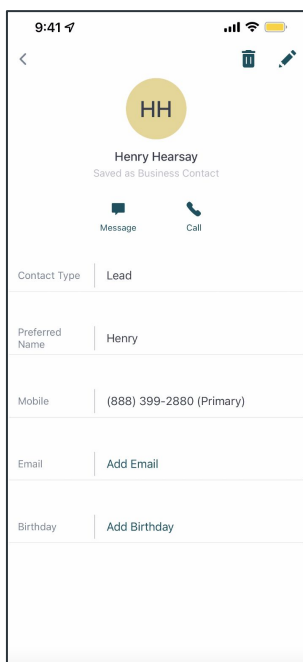 9:41
HH
Henry Hearsay
Saved as Business Contact
Message Call
Contact Type Lead
Preferred
Name Henry
Mobile (888) 399-2880 (Primary)
Email Add Email
Birthday Add Birthday